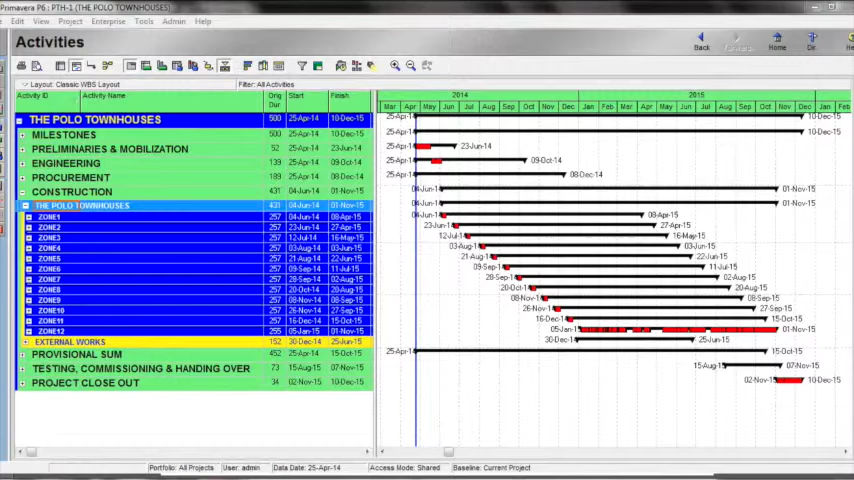 Primavera P6 : PTH-1 (THE POLO TOWNHOUSES)
Edit View Project Enterprise Tools Admin Help
Activities
Back Forward Home Dir. He
Layout: Classic WBS Layout Filter: All Activities
Activity ID Activity Name Orig Dur Start Finish
2014 2015
Mar Apr May Jun Jul Aug Sep Oct Nov Dec Jan Feb Mar Apr May Jun Jul Aug Sep Oct Nov Dec Jan Feb
THE POLO TOWNHOUSES 500 25-Apr-14 10-Dec-15 25-Apr-14 10-Dec-15
MILESTONES 500 25-Apr-14 10-Dec-15 25-Apr-14 10-Dec-15
PRELIMINARIES & MOBILIZATION 52 25-Apr-14 23-Jun-14 25-Apr-14 23-Jun-14
ENGINEERING 139 25-Apr-14 09-Oct-14 25-Apr-14 09-Oct-14
PROCUREMENT 189 25-Apr-14 08-Dec-14 25-Apr-14 08-Dec-14
CONSTRUCTION 431 04-Jun-14 01-Nov-15 04-Jun-14 01-Nov-15
THE POLO TOWNHOUSES 431 04-Jun-14 01-Nov-15 04-Jun-14 01-Nov-15
ZONE1 257 04-Jun-14 08-Apr-15 04-Jun-14 08-Apr-15
ZONE2 257 23-Jun-14 27-Apr-15 23-Jun-14 27-Apr-15
ZONE3 257 12-Jul-14 16-May-15 12-Jul-14 16-May-15
ZONE4 257 03-Aug-14 03-Jun-15 03-Aug-14 03-Jun-15
ZONE5 257 21-Aug-14 22-Jun-15 21-Aug-14 22-Jun-15
ZONE6 257 09-Sep-14 11-Jul-15 09-Sep-14 11-Jul-15
ZONE7 257 28-Sep-14 02-Aug-15 28-Sep-14 02-Aug-15
ZONE8 257 20-Oct-14 20-Aug-15 20-Oct-14 20-Aug-15
ZONE9 257 08-Nov-14 08-Sep-15 08-Nov-14 08-Sep-15
ZONE10 257 26-Nov-14 27-Sep-15 26-Nov-14 27-Sep-15
ZONE11 257 16-Dec-14 15-Oct-15 16-Dec-14 15-Oct-15
ZONE12 255 05-Jan-15 01-Nov-15 05-Jan-15 01-Nov-15
EXTERNAL WORKS 152 30-Dec-14 25-Jun-15 30-Dec-14 25-Jun-15
PROVISIONAL SUM 452 25-Apr-14 15-Oct-15 25-Apr-14 15-Oct-15
TESTING, COMMISSIONING & HANDING OVER 73 15-Aug-15 07-Nov-15 15-Aug-15 07-Nov-15
PROJECT CLOSE OUT 34 02-Nov-15 10-Dec-15 02-Nov-15 10-Dec-15
Portfolio: All Projects User: admin Data Date: 25-Apr-14 Access Mode: Shared Baseline: Current Project